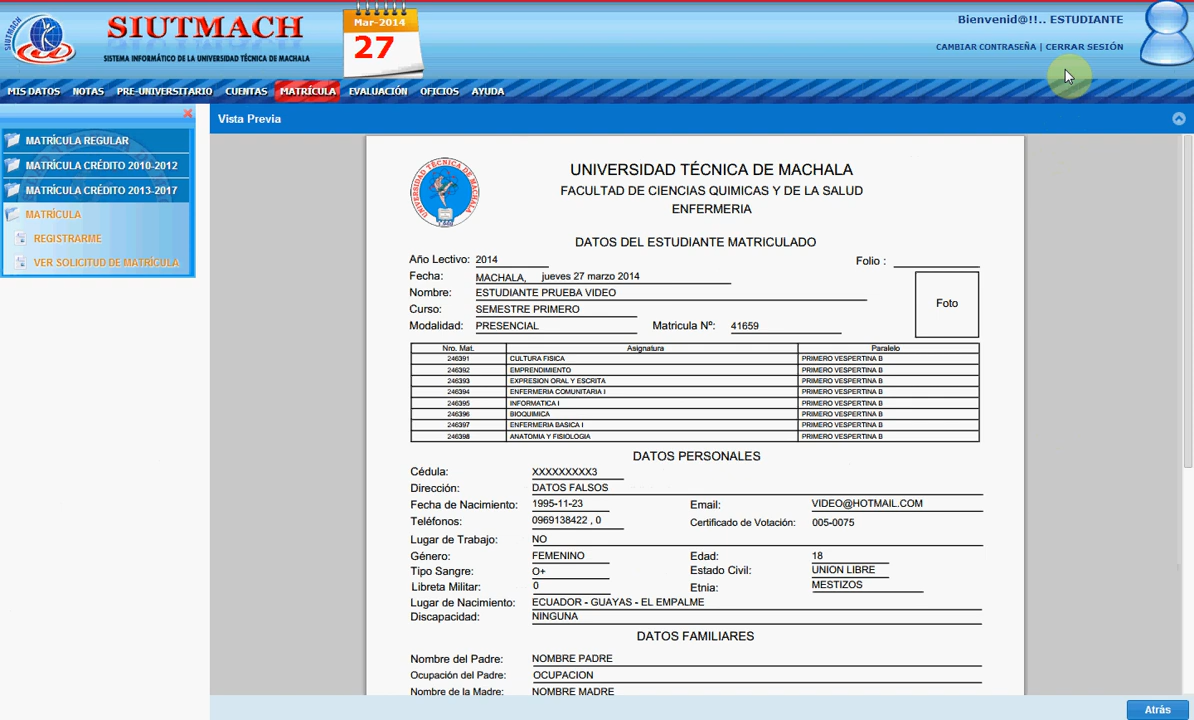 SIUTMACH
SISTEMA INFORMÁTICO DE LA UNIVERSIDAD TÉCNICA DE MACHALA
Mar-2014
27
Bienvenid@!!.. ESTUDIANTE
CAMBIAR CONTRASEÑA | CERRAR SESIÓN
MIS DATOS NOTAS PRE-UNIVERSITARIO CUENTAS MATRÍCULA EVALUACIÓN OFICIOS AYUDA
MATRÍCULA REGULAR
MATRÍCULA CRÉDITO 2010-2012
MATRÍCULA CRÉDITO 2013-2017
MATRÍCULA
REGISTRARME
VER SOLICITUD DE MATRÍCULA
Vista Previa
UNIVERSIDAD TÉCNICA DE MACHALA
FACULTAD DE CIENCIAS QUIMICAS Y DE LA SALUD
ENFERMERIA
DATOS DEL ESTUDIANTE MATRICULADO
Año Lectivo: 2014 Folio :
Fecha: MACHALA, jueves 27 marzo 2014
Nombre: ESTUDIANTE PRUEBA VIDEO
Foto
Curso: SEMESTRE PRIMERO
Modalidad: PRESENCIAL Matricula Nº: 41659
Nro. Mat. Asignatura Paralelo
246391 CULTURA FISICA PRIMERO VESPERTINA B
246392 EMPRENDIMIENTO PRIMERO VESPERTINA B
246393 EXPRESION ORAL Y ESCRITA PRIMERO VESPERTINA B
246394 ENFERMERIA COMUNITARIA I PRIMERO VESPERTINA B
246395 INFORMATICA I PRIMERO VESPERTINA B
246396 BIOQUIMICA PRIMERO VESPERTINA B
246397 ENFERMERIA BASICA I PRIMERO VESPERTINA B
246398 ANATOMIA Y FISIOLOGIA PRIMERO VESPERTINA B
DATOS PERSONALES
Cédula: XXXXXXXXX3
Dirección: DATOS FALSOS
Fecha de Nacimiento: 1995-11-23 Email: VIDEO@HOTMAIL.COM
Teléfonos: 0969138422 , 0 Certificado de Votación: 005-0075
Lugar de Trabajo: NO
Género: FEMENINO Edad: 18
Tipo Sangre: O+ Estado Civil: UNION LIBRE
Libreta Militar: 0 Etnia: MESTIZOS
Lugar de Nacimiento: ECUADOR - GUAYAS - EL EMPALME
Discapacidad: NINGUNA
DATOS FAMILIARES
Nombre del Padre: NOMBRE PADRE
Ocupación del Padre: OCUPACION
Nombre de la Madre: NOMBRE MADRE
Atrás